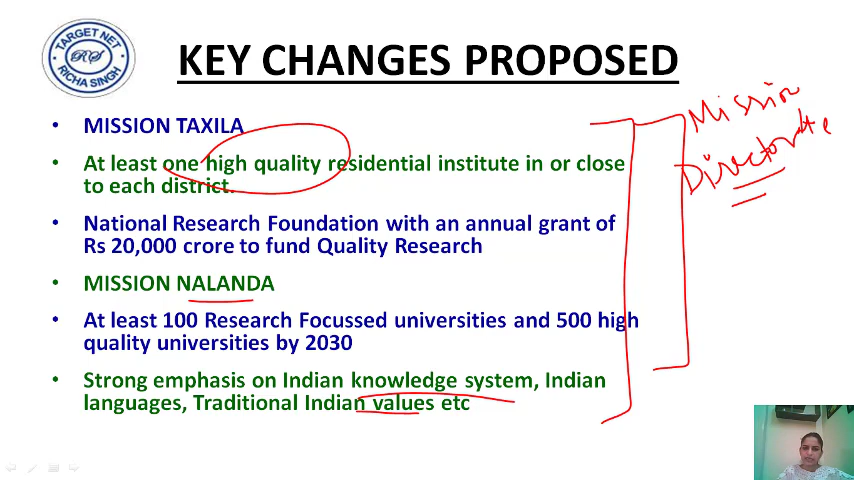 TARGET NET
RS
RICHA SINGH
KEY CHANGES PROPOSED
• MISSION TAXILA
• At least one high quality residential institute in or close
to each district.
• National Research Foundation with an annual grant of
Rs 20,000 crore to fund Quality Research
• MISSION NALANDA
• At least 100 Research Focussed universities and 500 high
quality universities by 2030
• Strong emphasis on Indian knowledge system, Indian
languages, Traditional Indian values etc
Mission
Directorate